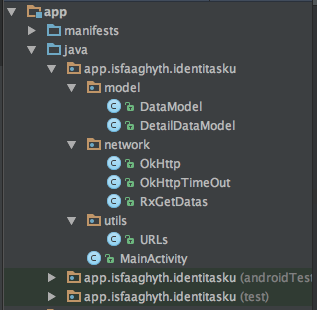 app
manifests
java
app.isfaaghyth.identitasku
model
DataModel
DetailDataModel
network
OkHttp
OkHttpTimeOut
RxGetDatas
utils
URLs
MainActivity
app.isfaaghyth.identitasku (androidTest
app.isfaaghyth.identitasku (test)